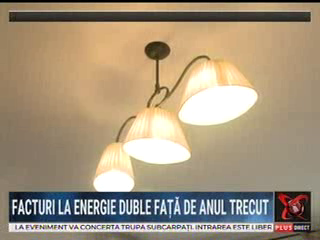 FACTURI LA ENERGIE DUBLE FAȚĂ DE ANUL TRECUT
LA EVENIMENT VA CONCERTA TRUPA SUBCARPAȚI. INTRAREA ESTE LIBER
PLUS DIRECT